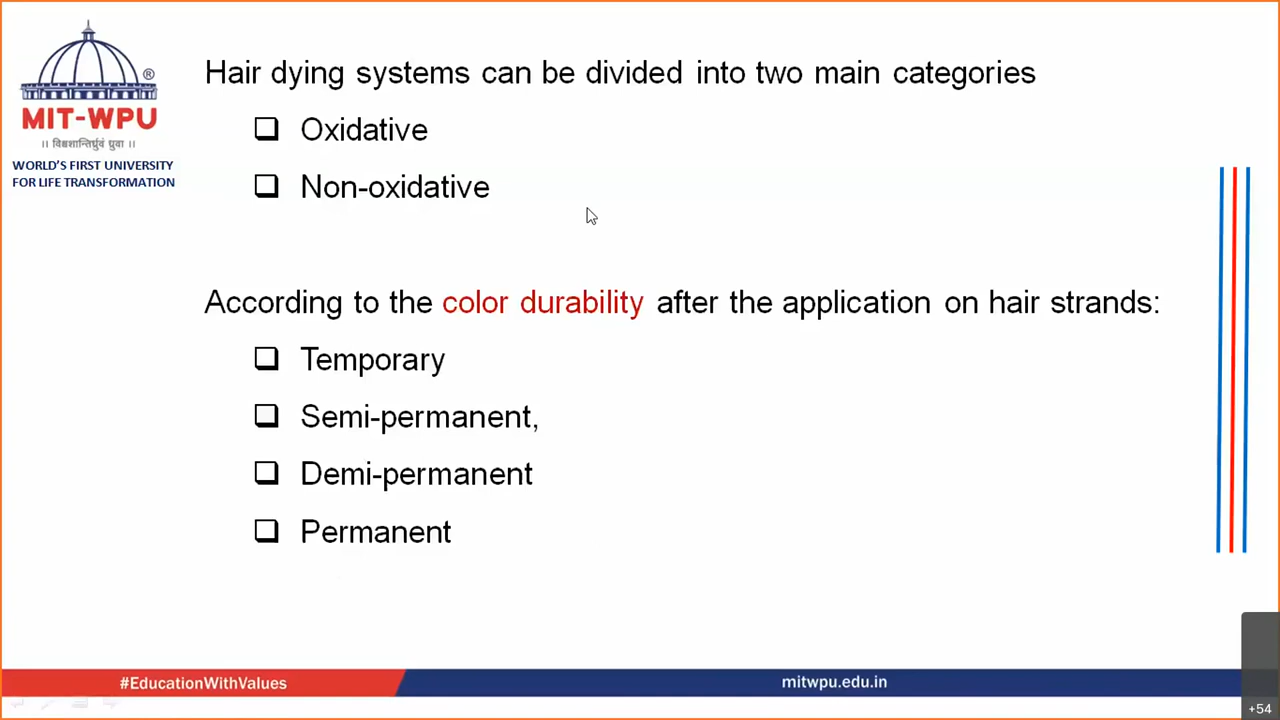 Hair dying systems can be divided into two main categories
Oxidative
Non-oxidative
According to the color durability after the application on hair strands:
Temporary
Semi-permanent,
Demi-permanent
Permanent
®
MIT-WPU
॥ विश्वशान्तिर्ध्रुवं ध्रुवा ॥
WORLD'S FIRST UNIVERSITY
FOR LIFE TRANSFORMATION
#EducationWithValues
mitwpu.edu.in
+54